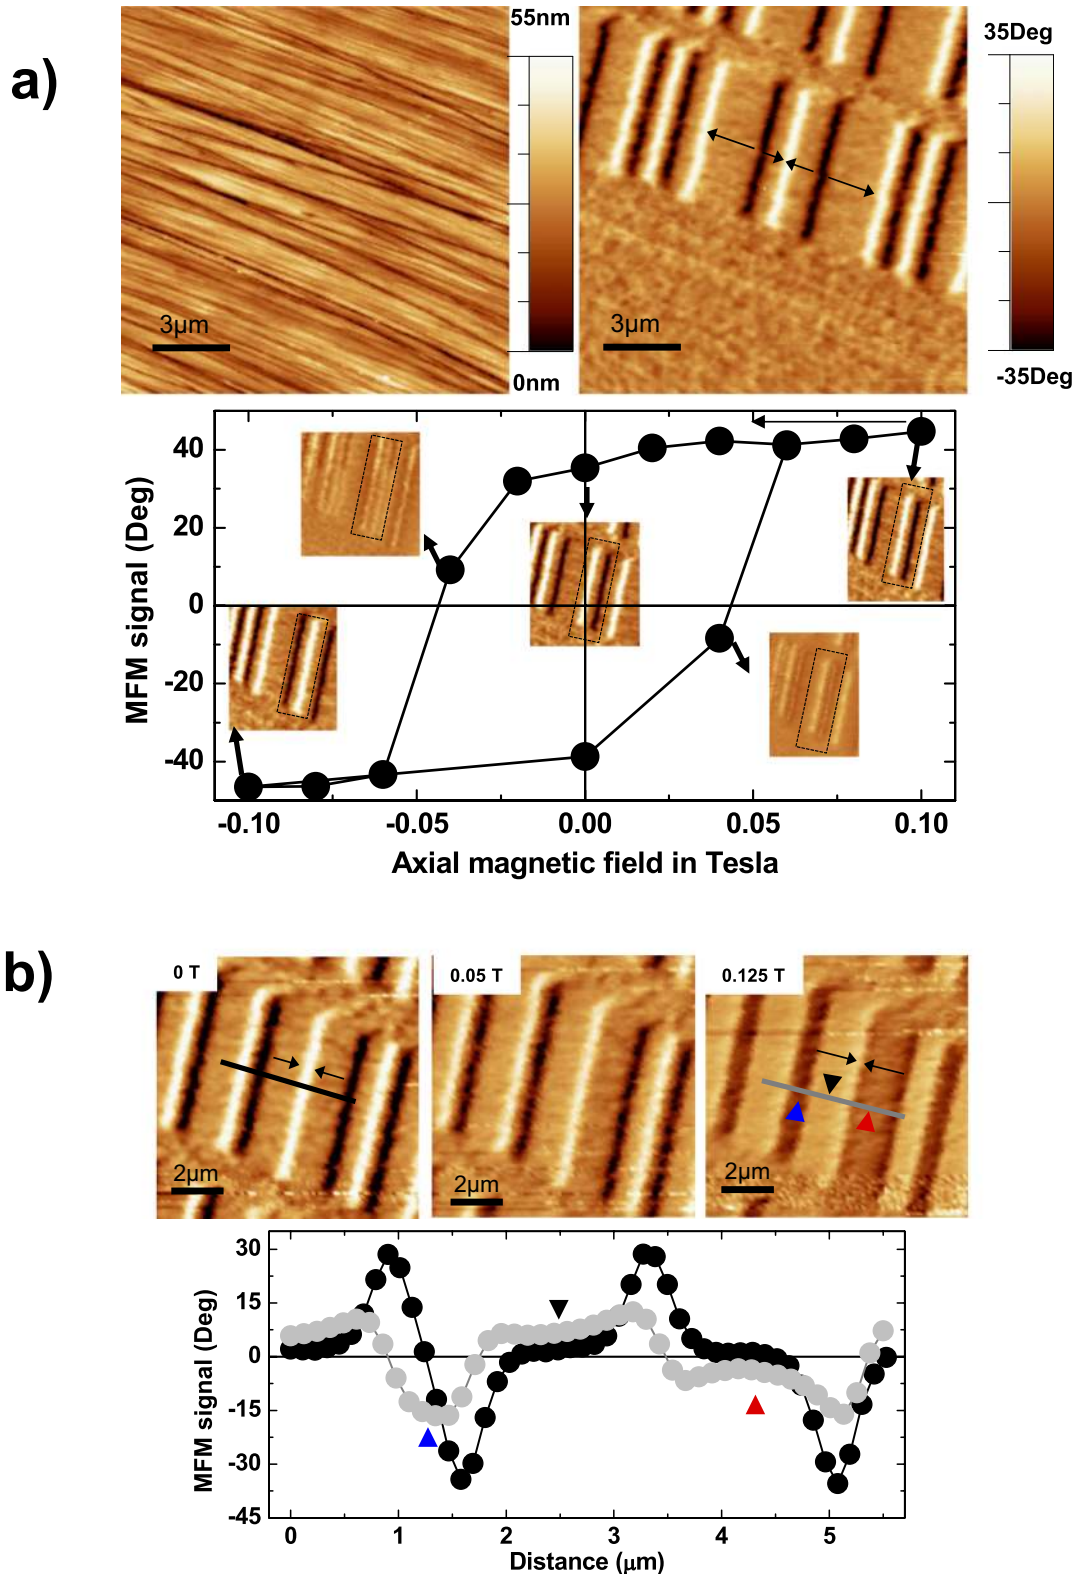 a)
55nm
0nm
3µm
35Deg
-35Deg
3µm
MFM signal (Deg)
40
20
0
-20
-40
-0.10
-0.05
0.00
0.05
0.10
Axial magnetic field in Tesla
b)
0 T
0.05 T
0.125 T
2µm
2µm
2µm
MFM signal (Deg)
30
15
0
-15
-30
-45
0
1
2
3
4
5
Distance (µm)